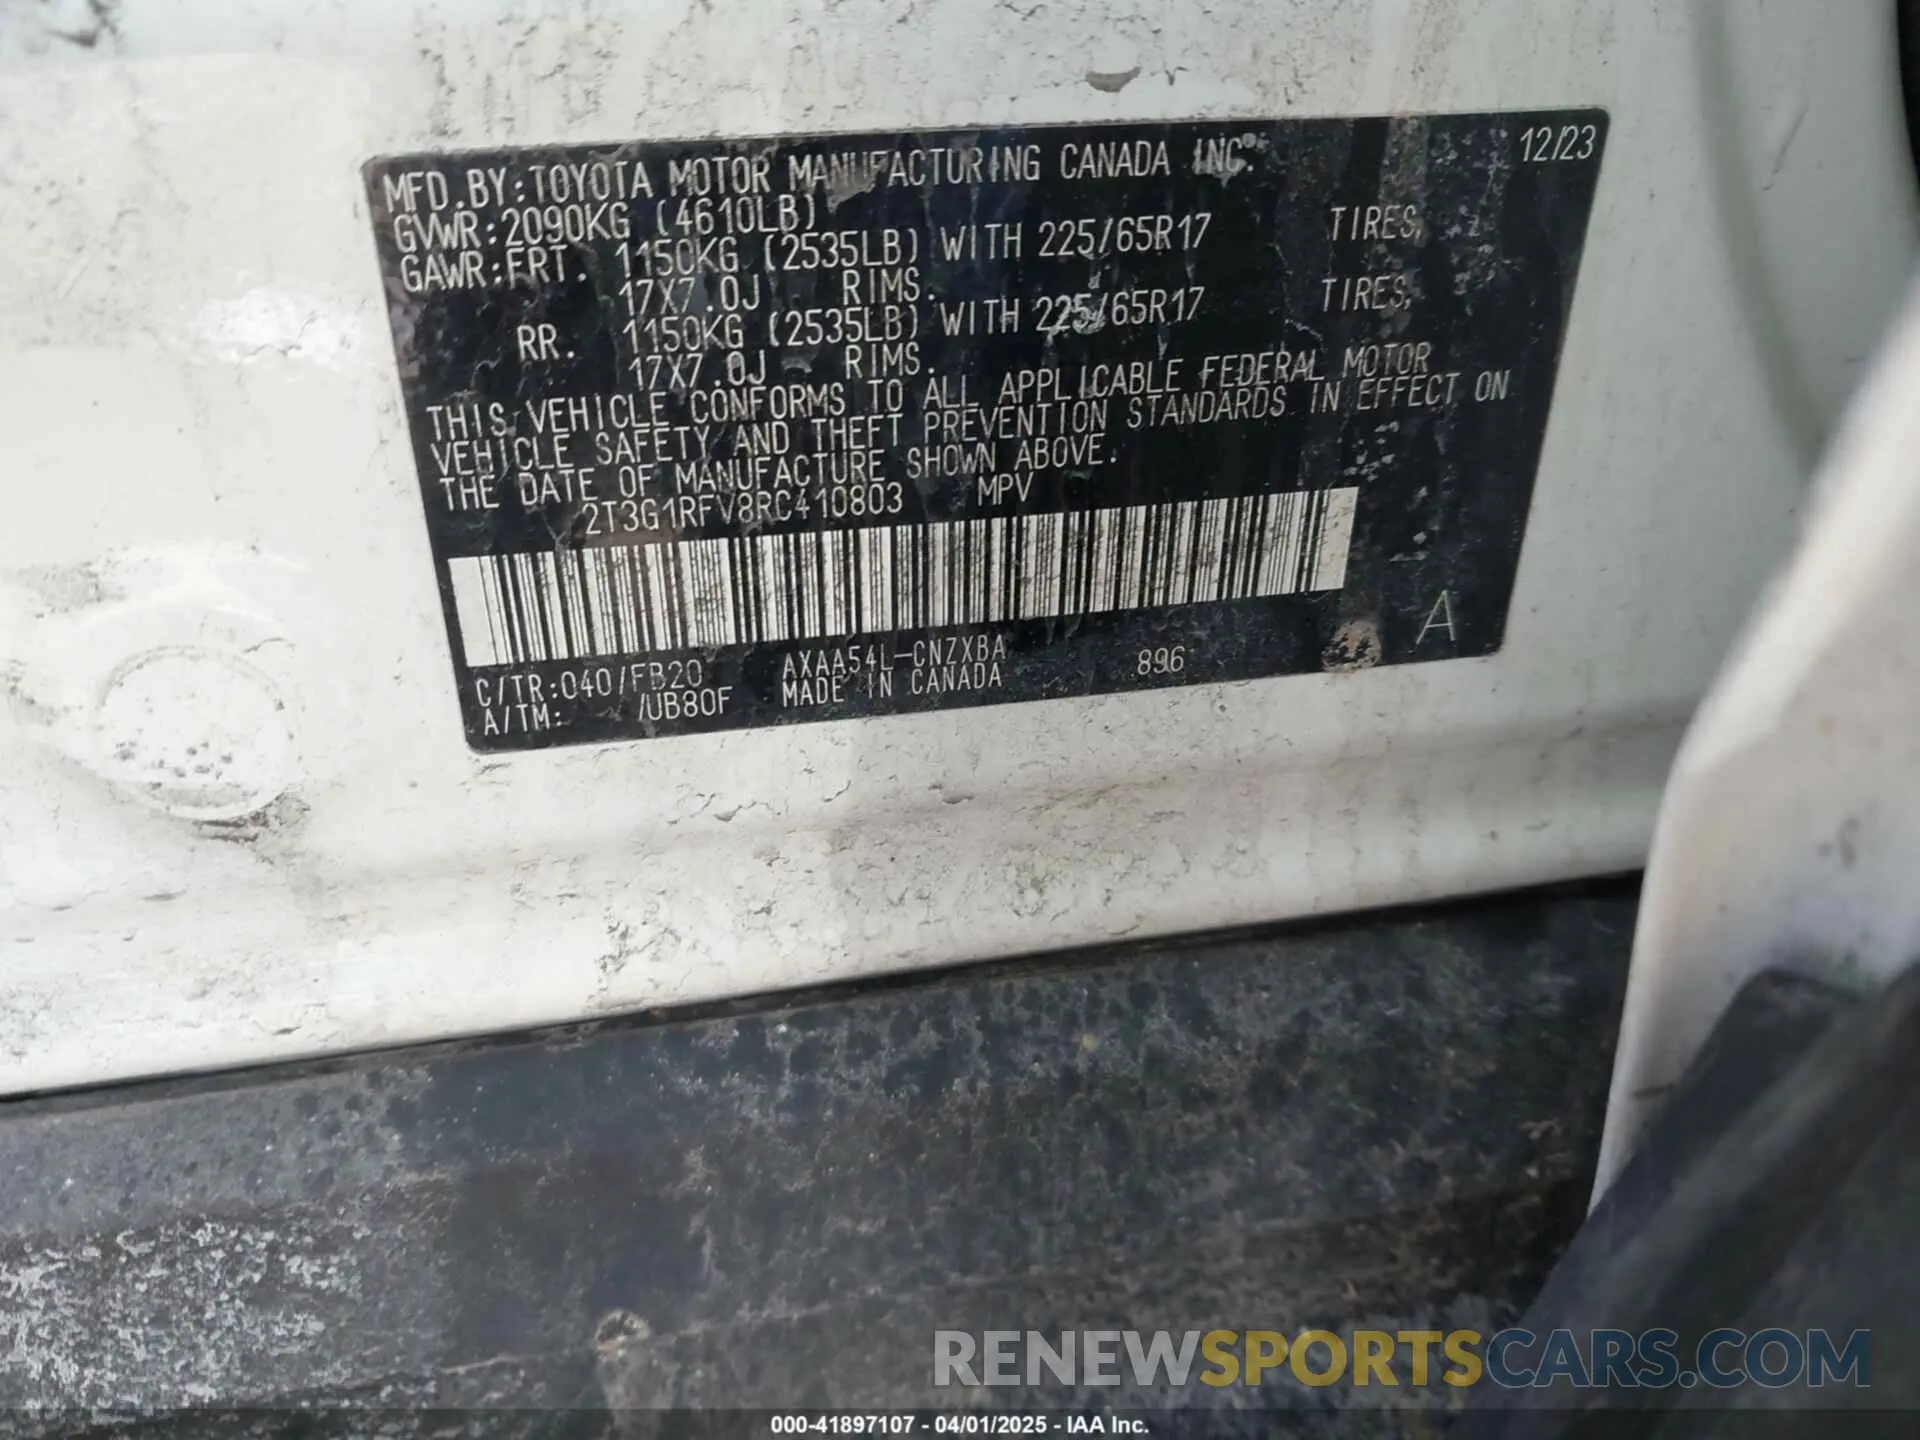 MFD.BY:TOYOTA MOTOR MANUFACTURING CANADA INC. 12/23
GVWR:2090KG (4610LB)
GAWR:FRT. 1150KG (2535LB) WITH 225/65R17 TIRES,
17X7.0J RIMS.
RR. 1150KG (2535LB) WITH 225/65R17 TIRES,
17X7.0J RIMS.
THIS VEHICLE CONFORMS TO ALL APPLICABLE FEDERAL MOTOR
VEHICLE SAFETY AND THEFT PREVENTION STANDARDS IN EFFECT ON
THE DATE OF MANUFACTURE SHOWN ABOVE.
2T3G1RFV8RC410803 MPV
C/TR:040/FB20 AXAA54L-CNZXBA 896 A
A/TM: /UB80F MADE IN CANADA
RENEWSPORTSCARS.COM
000-41897107 - 04/01/2025 - IAA Inc.